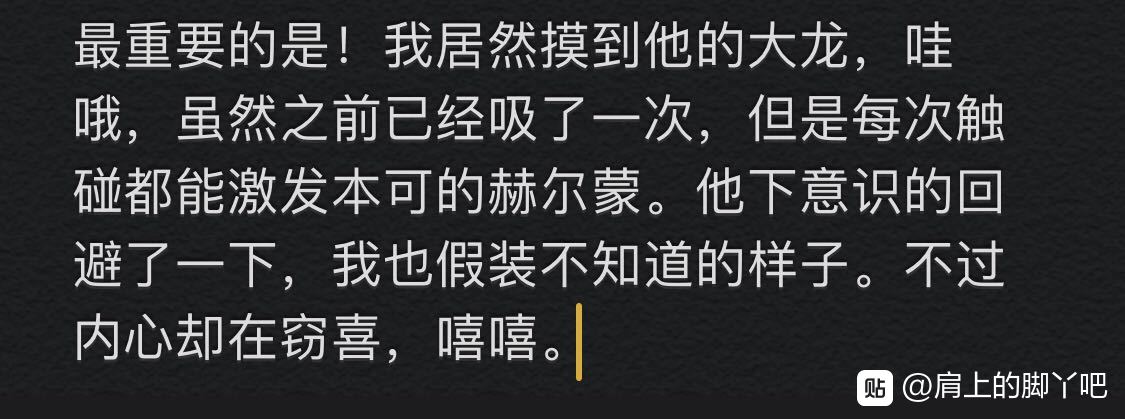 最重要的是！我居然摸到他的大龙，哇
哦，虽然之前已经吸了一次，但是每次触
碰都能激发本可的赫尔蒙。他下意识的回
避了一下，我也假装不知道的样子。不过
内心却在窃喜，嘻嘻。
贴 @肩上的脚丫吧